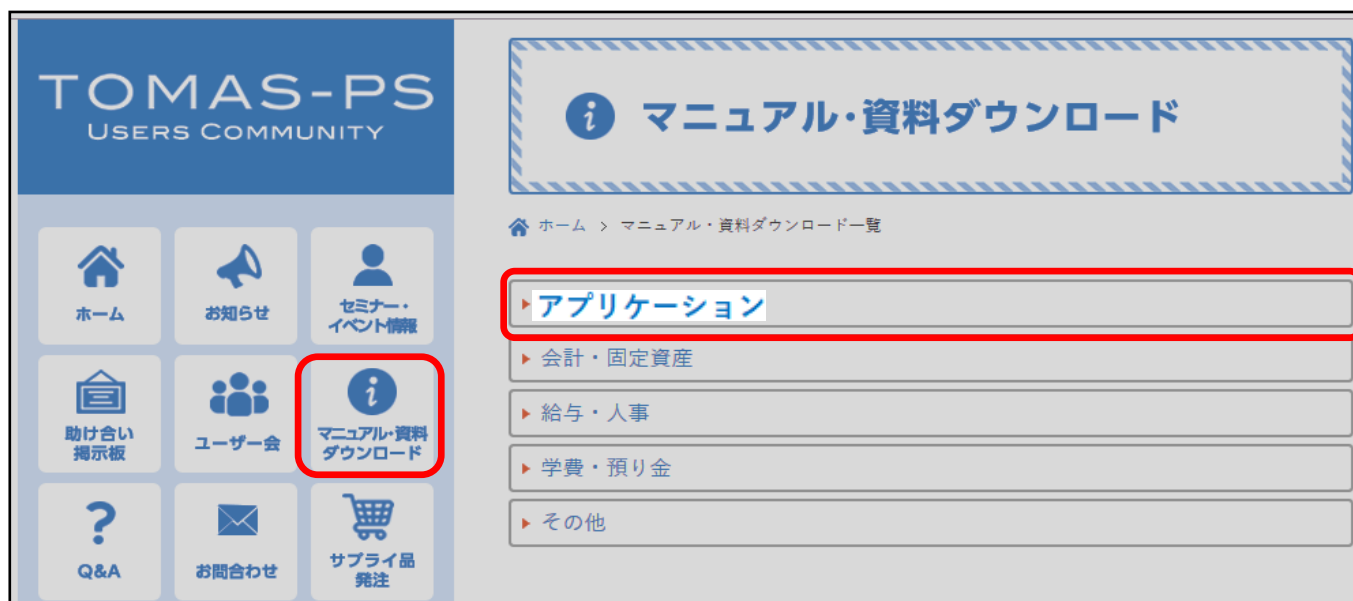 TOMAS-PS
USERS COMMUNITY
ホーム
お知らせ
セミナー・
イベント情報
助け合い
掲示板
ユーザー会
マニュアル・資料
ダウンロード
Q&A
お問合わせ
サプライ品
発注
マニュアル・資料ダウンロード
ホーム > マニュアル・資料ダウンロード一覧
アプリケーション
会計・固定資産
給与・人事
学費・預り金
その他